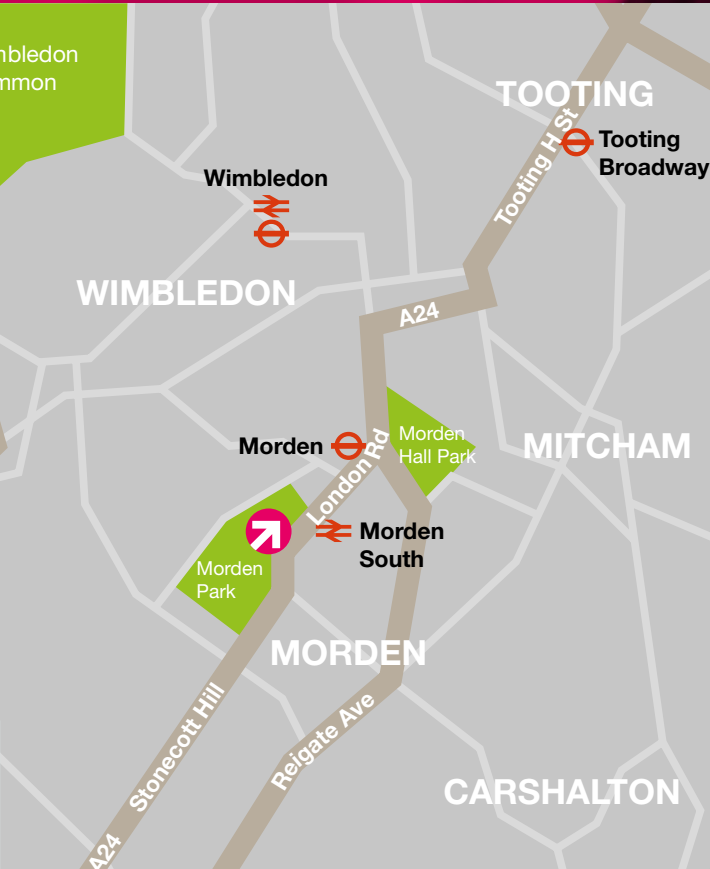 mbledon
mmon
TOOTING
Tooting
Broadway
Tooting H St
Wimbledon
WIMBLEDON
A24
Morden
London Rd
Morden
Hall Park
MITCHAM
Morden
South
Morden
Park
MORDEN
Stonecott Hill
Reigate Ave
CARSHALTON
A24